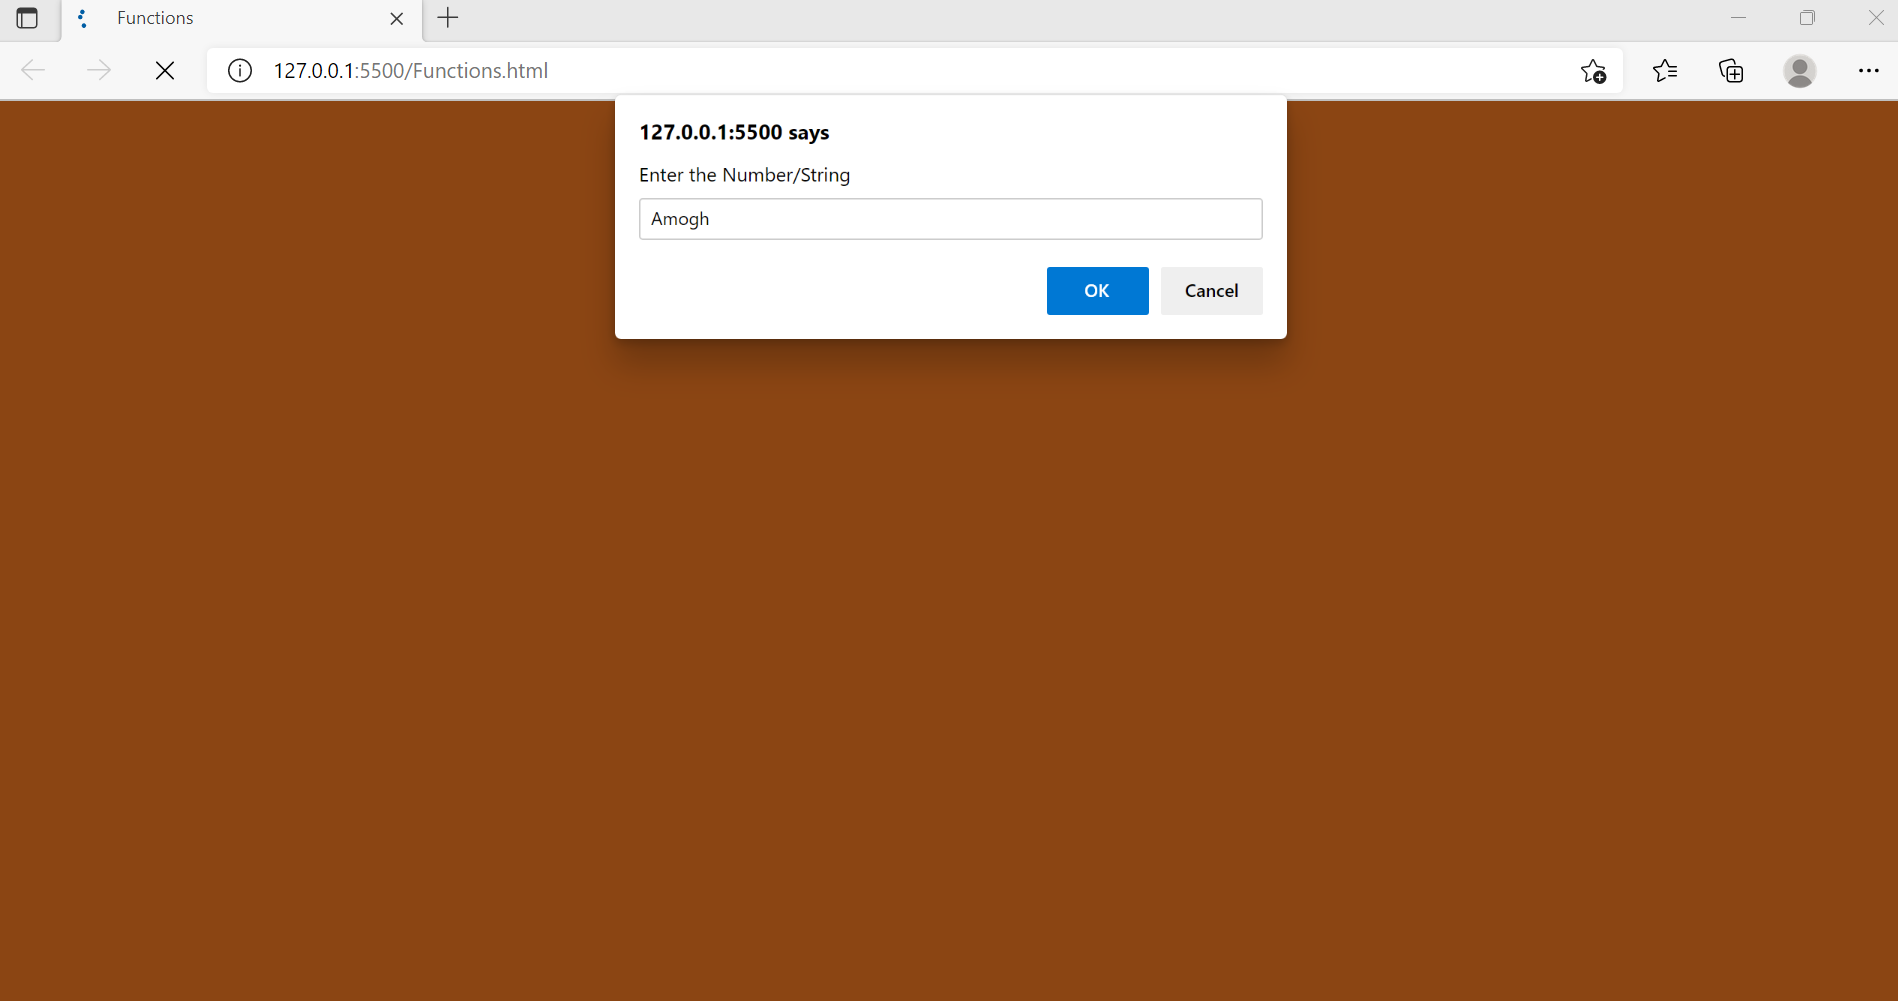 Functions
127.0.0.1:5500/Functions.html
127.0.0.1:5500 says
Enter the Number/String
Amogh
OK Cancel